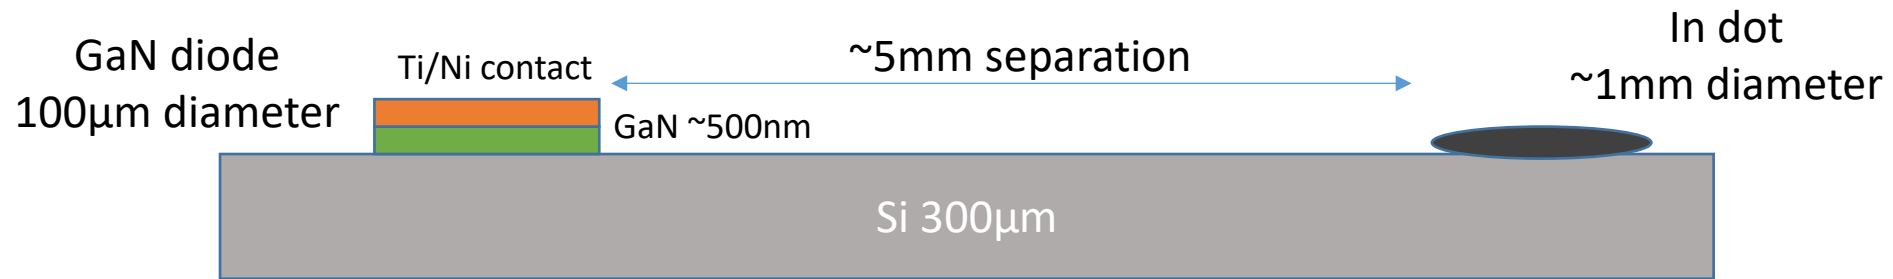 GaN diode
100μm diameter
Ti/Ni contact
~5mm separation
In dot
~1mm diameter
GaN ~500nm
Si 300μm